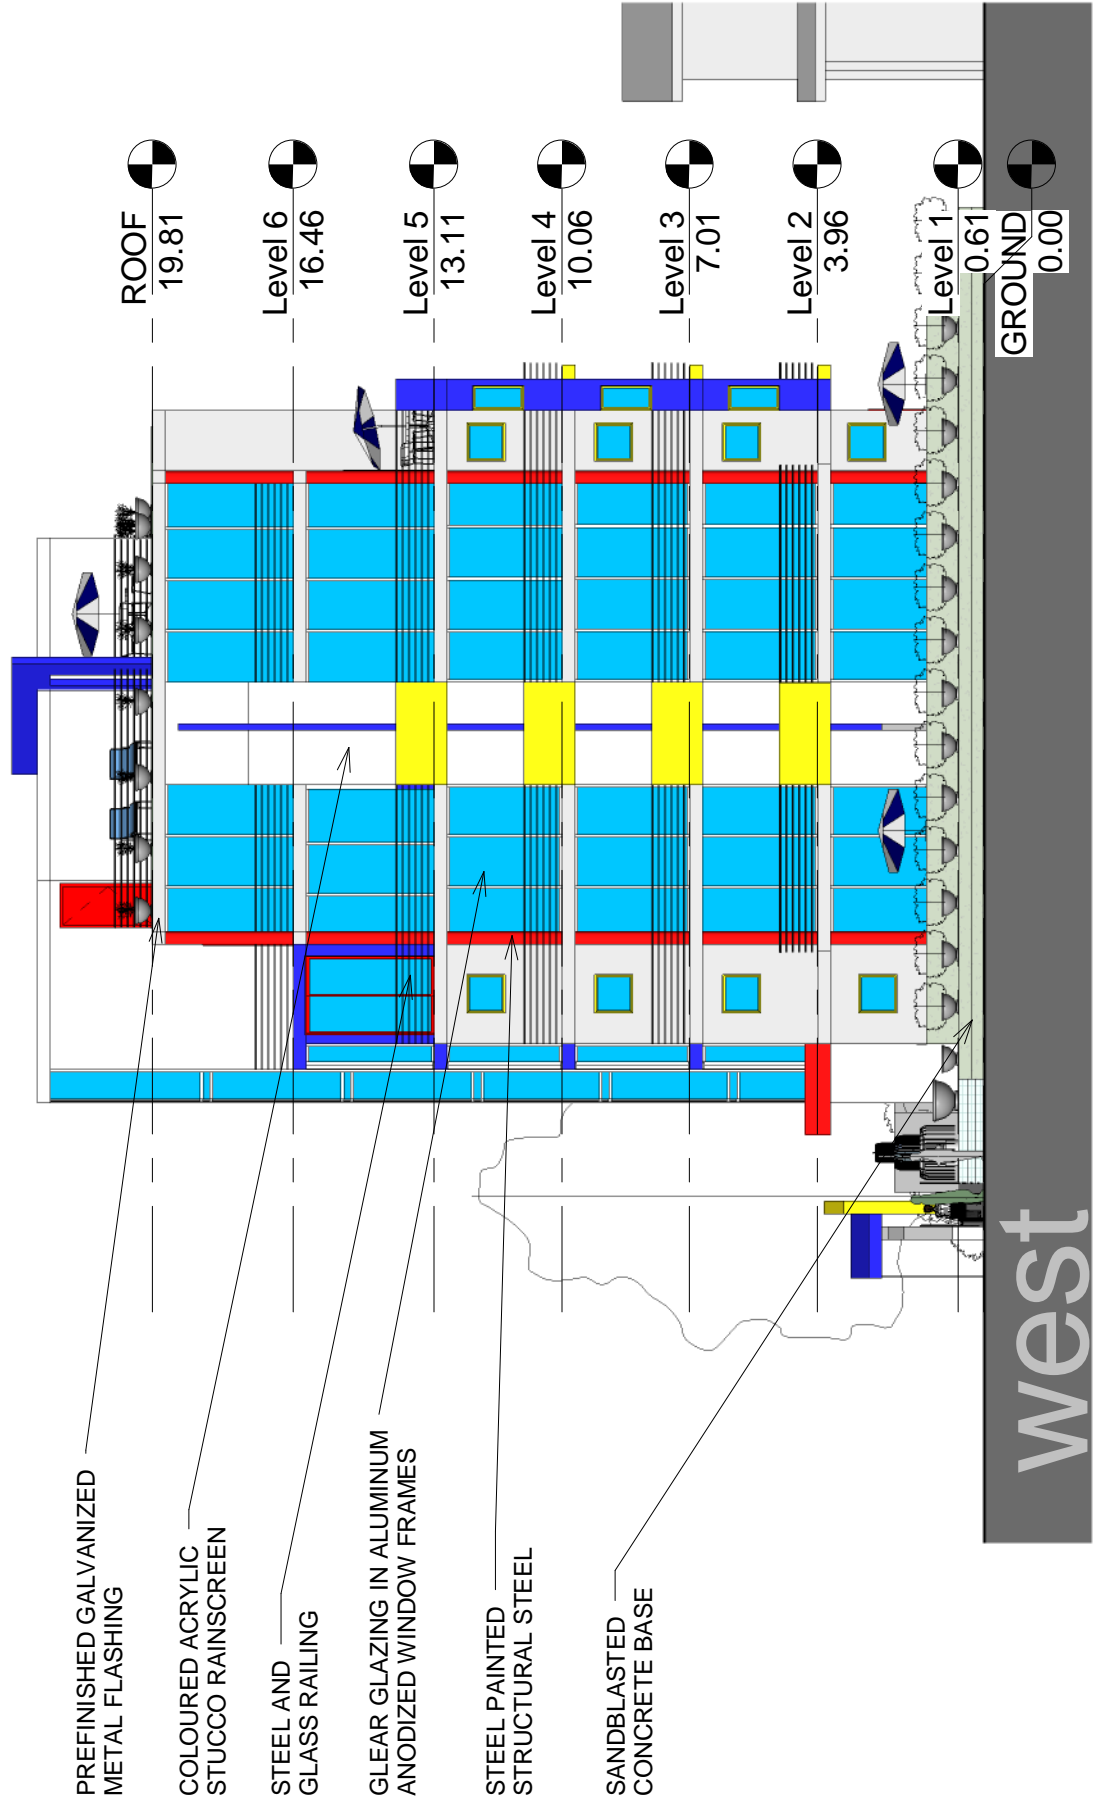 PREFINISHED GALVANIZED
METAL FLASHING
COLOURED ACRYLIC
STUCCO RAINSCREEN
STEEL AND
GLASS RAILING
GLEAR GLAZING IN ALUMINUM
ANODIZED WINDOW FRAMES
STEEL PAINTED
STRUCTURAL STEEL
SANDBLASTED
CONCRETE BASE
ROOF
19.81
Level 6
16.46
Level 5
13.11
Level 4
10.06
Level 3
7.01
Level 2
3.96
Level 1
0.61
GROUND
0.00
west